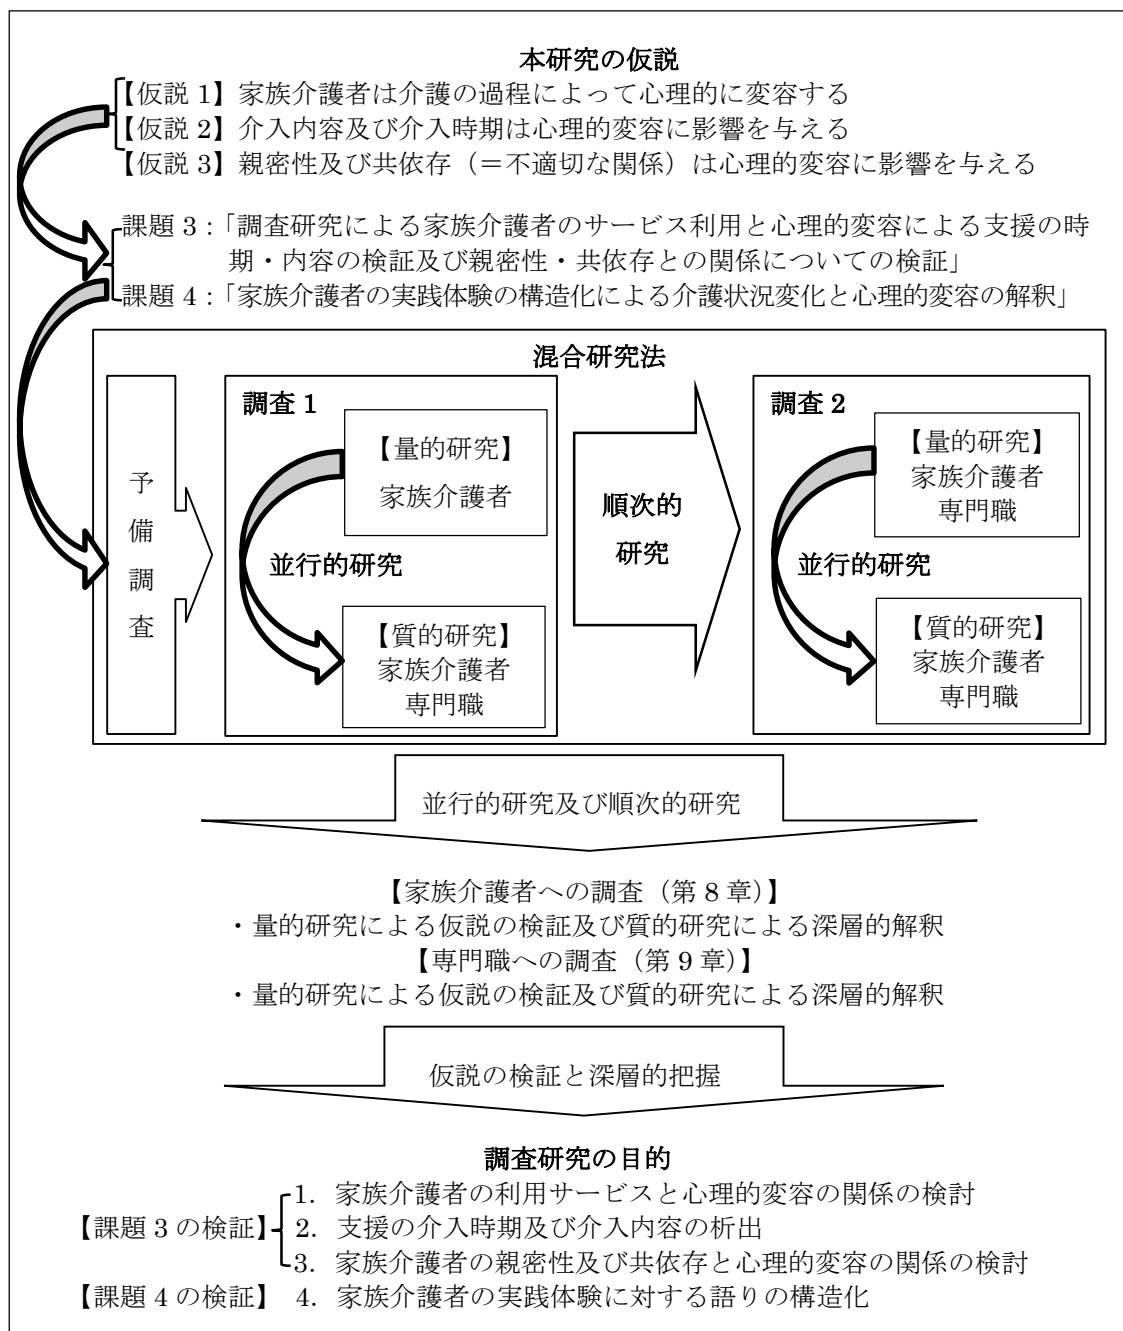 本研究の仮説
【仮説 1】家族介護者は介護の過程によって心理的に変容する
【仮説 2】介入内容及び介入時期は心理的変容に影響を与える
【仮説 3】親密性及び共依存（＝不適切な関係）は心理的変容に影響を与える
課題 3：「調査研究による家族介護者のサービス利用と心理的変容による支援の時
期・内容の検証及び親密性・共依存との関係についての検証」
課題 4：「家族介護者の実践体験の構造化による介護状況変化と心理的変容の解釈」
混合研究法
予備調査
調査 1
【量的研究】
家族介護者
並行的研究
【質的研究】
家族介護者
専門職
順次的
研究
調査 2
【量的研究】
家族介護者
専門職
並行的研究
【質的研究】
家族介護者
専門職
並行的研究及び順次的研究
【家族介護者への調査（第 8 章）】
・量的研究による仮説の検証及び質的研究による深層的解釈
【専門職への調査（第 9 章）】
・量的研究による仮説の検証及び質的研究による深層的解釈
仮説の検証と深層的把握
調査研究の目的
【課題 3 の検証】
1．家族介護者の利用サービスと心理的変容の関係の検討
2．支援の介入時期及び介入内容の析出
3．家族介護者の親密性及び共依存と心理的変容の関係の検討
【課題 4 の検証】 4．家族介護者の実践体験に対する語りの構造化